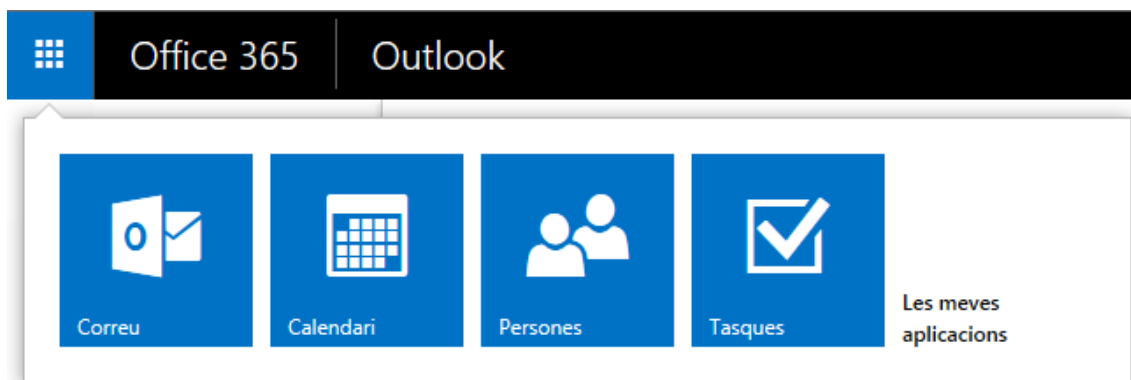 Office 365 Outlook
Correu
Calendari
Persones
Tasques
Les meves
aplicacions